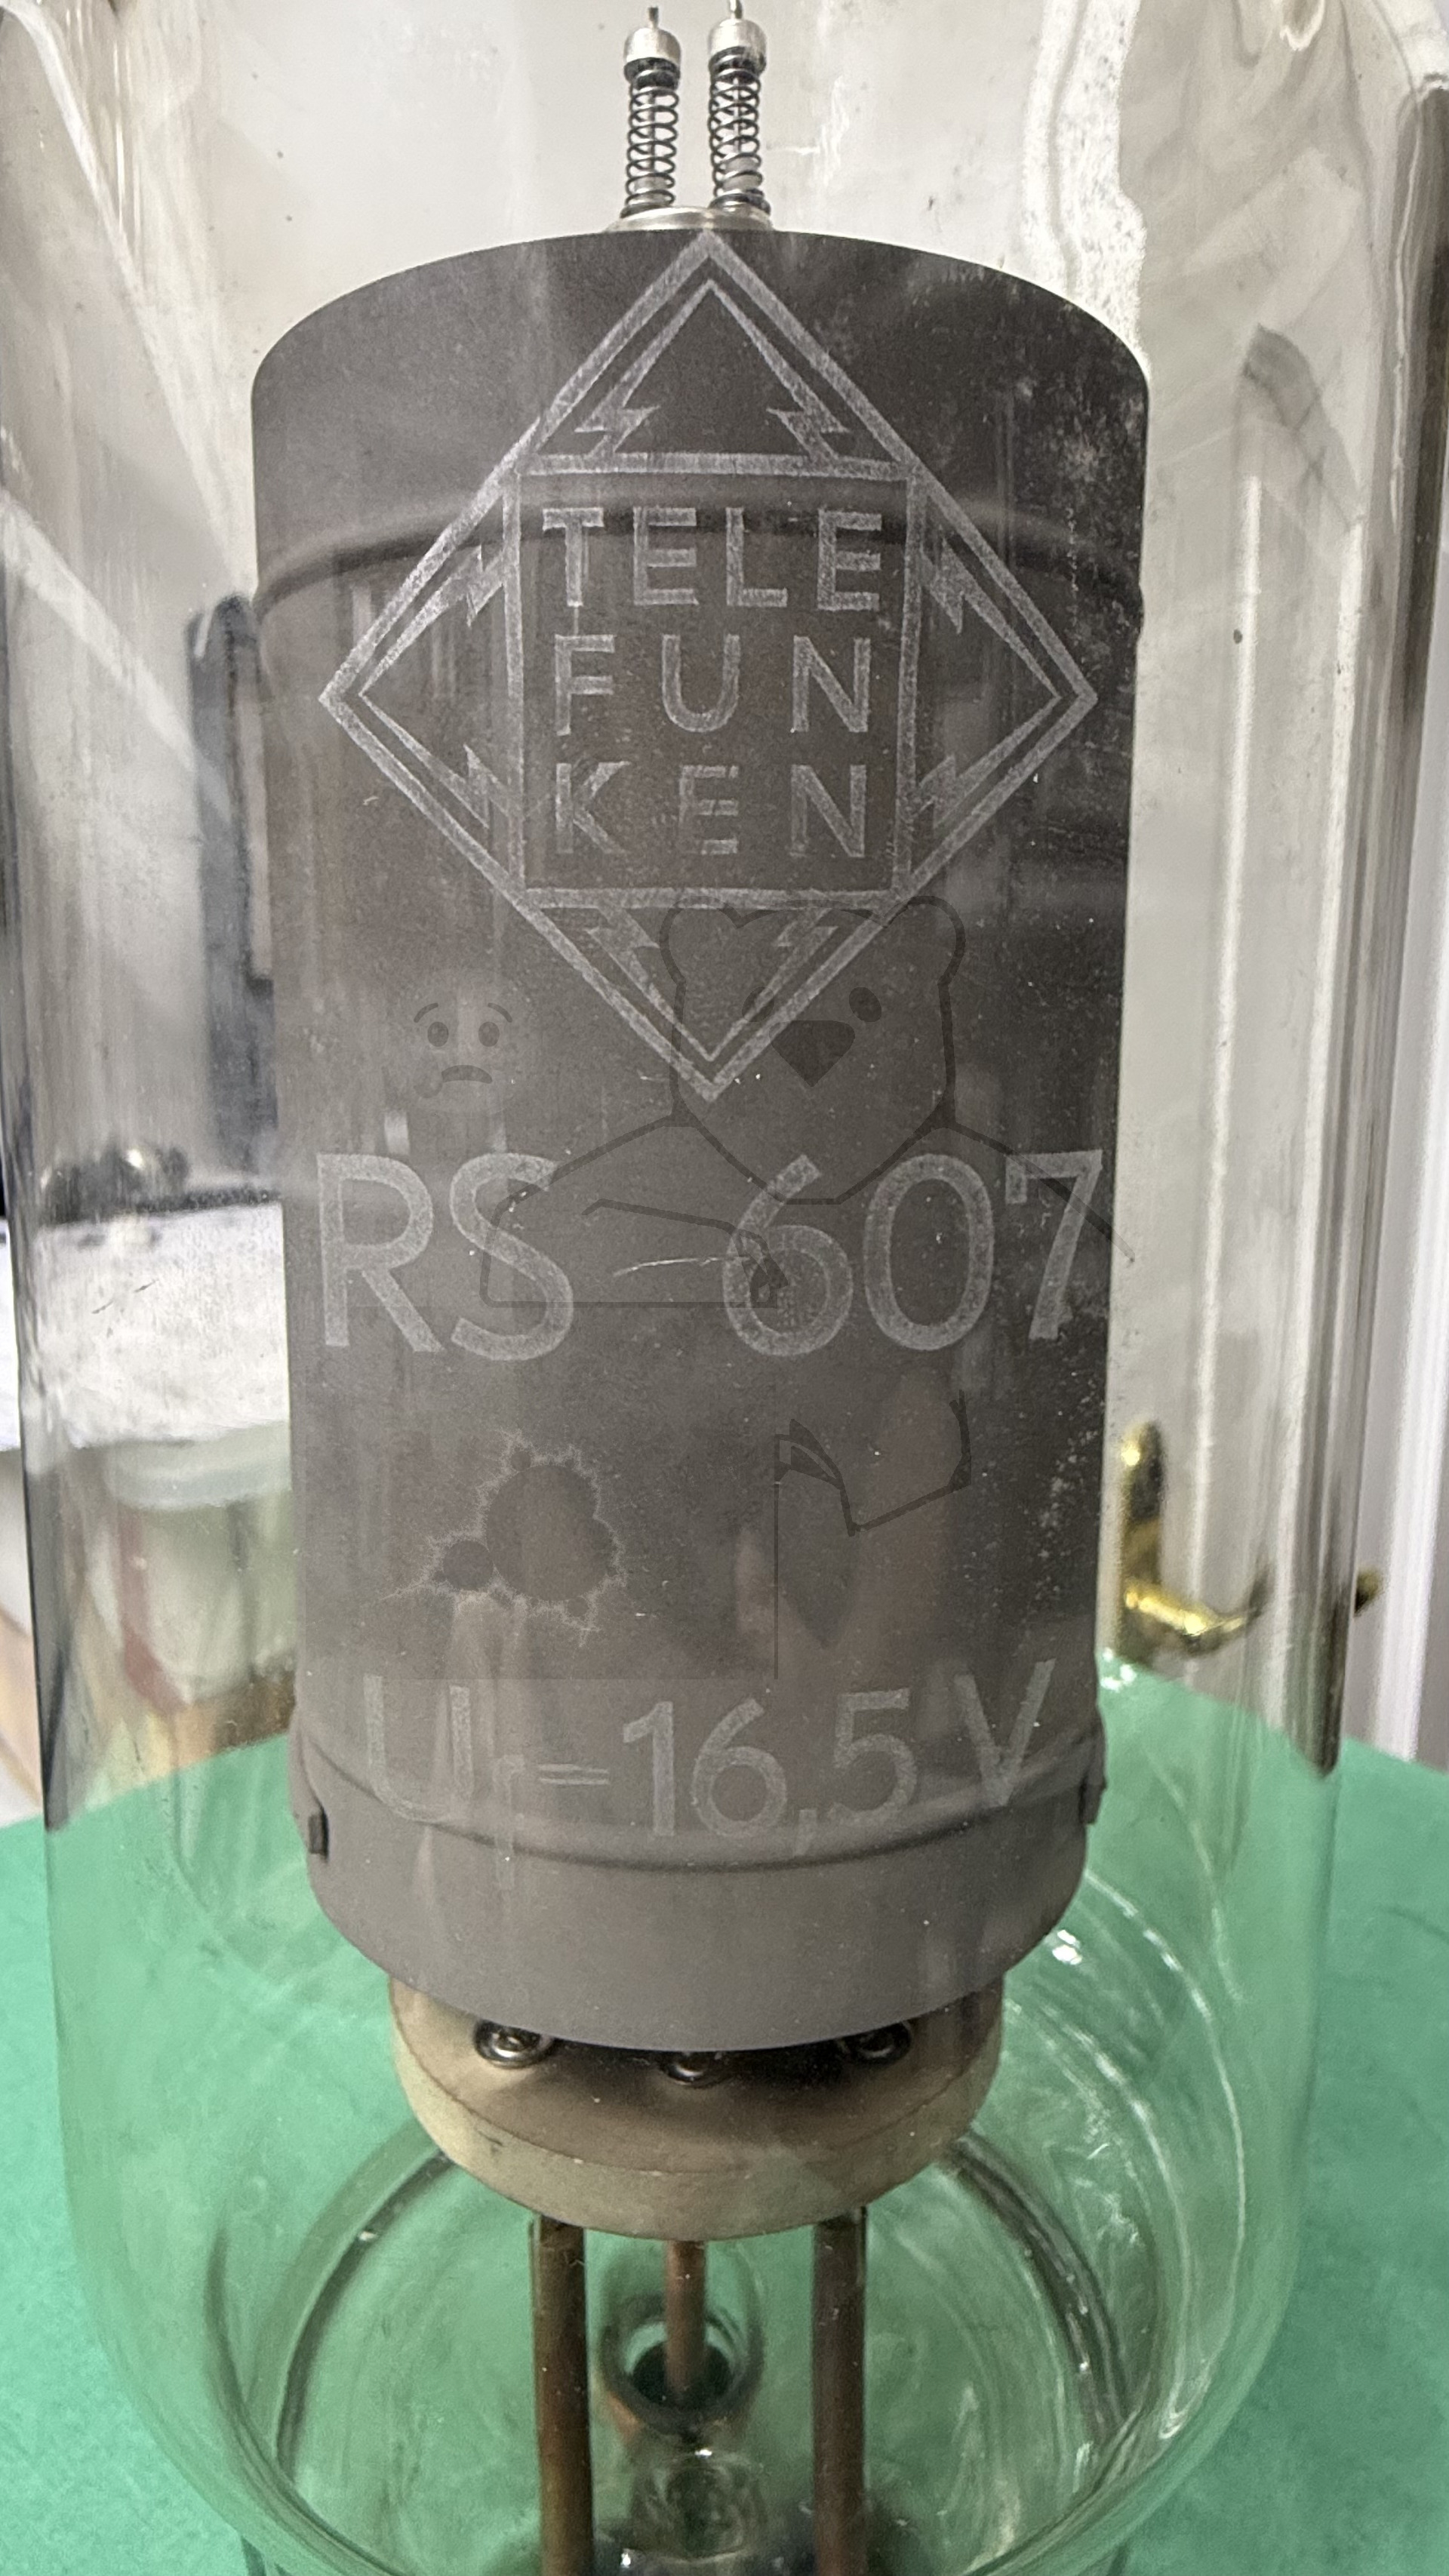 TELE
FUN
KEN
RS 607
Uf=16,5 V